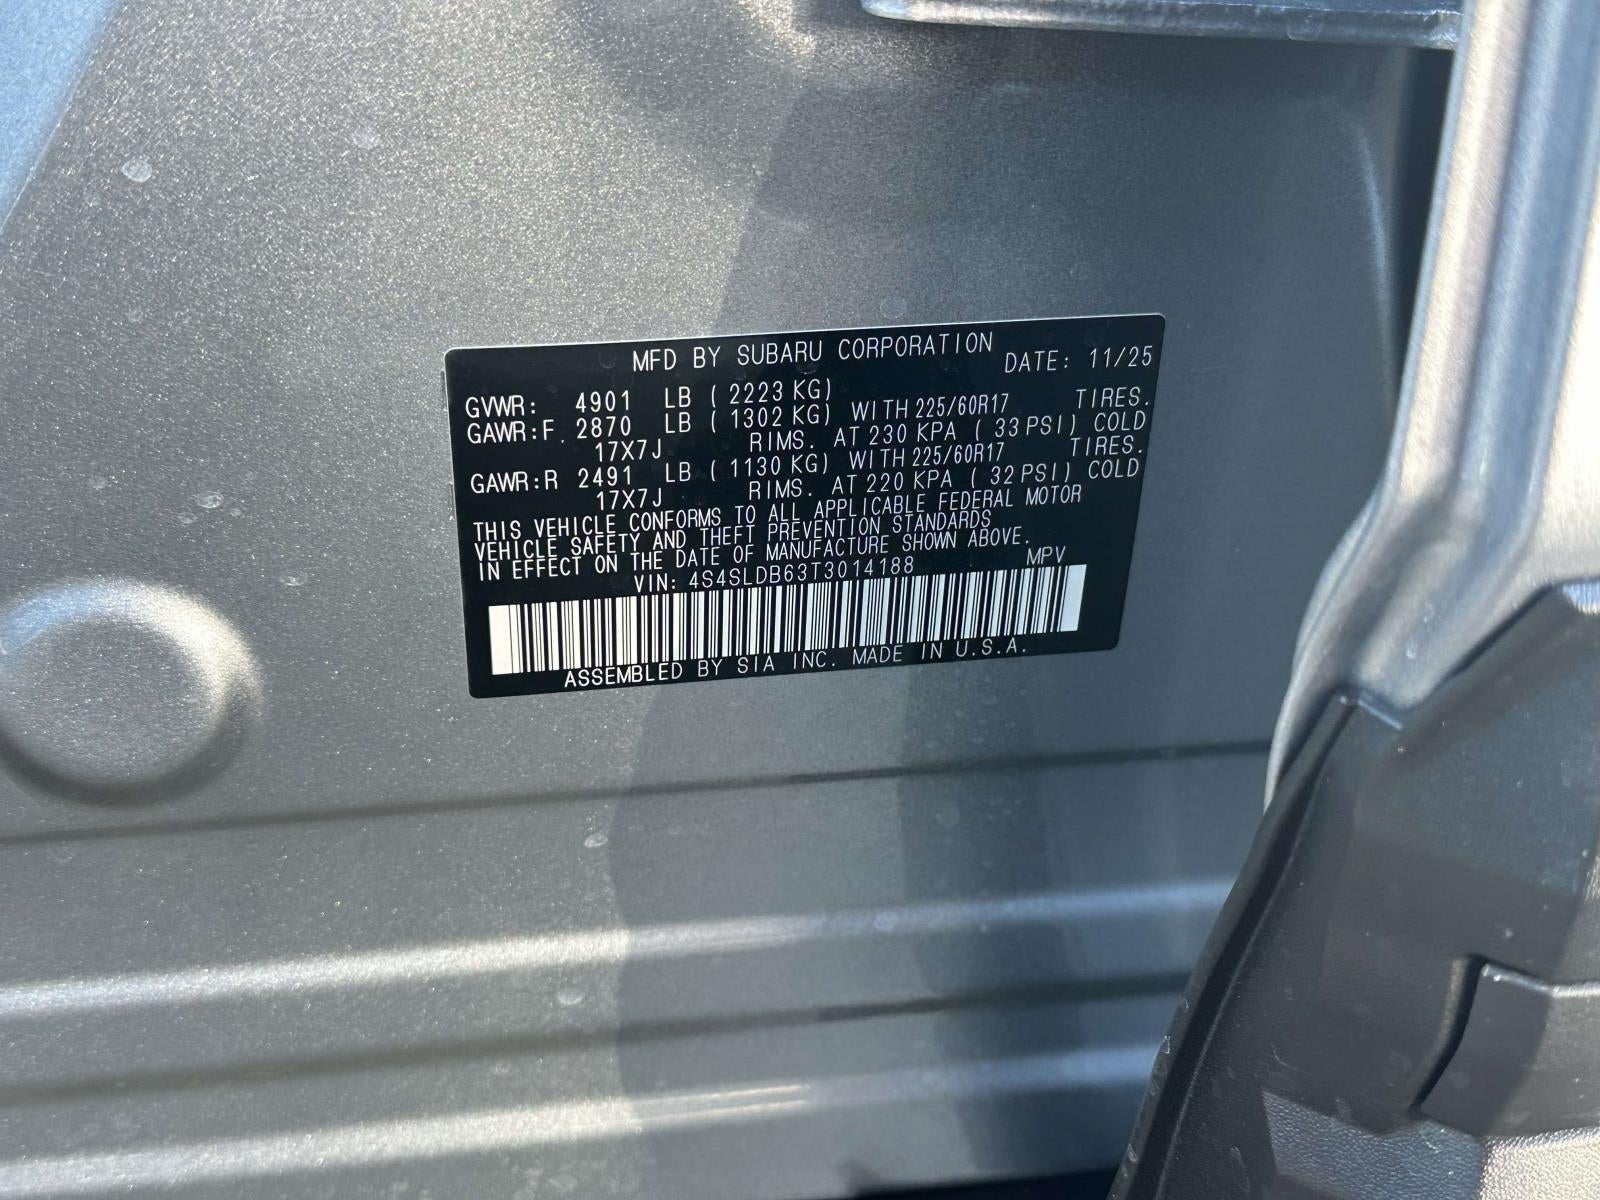 MFD BY SUBARU CORPORATION DATE: 11/25
GVWR: 4901 LB ( 2223 KG)
GAWR:F. 2870 LB ( 1302 KG) WITH 225/60R17 TIRES.
17X7J RIMS. AT 230 KPA ( 33 PSI) COLD
GAWR:R 2491 LB ( 1130 KG) WITH 225/60R17 TIRES.
17X7J RIMS. AT 220 KPA ( 32 PSI) COLD
THIS VEHICLE CONFORMS TO ALL APPLICABLE FEDERAL MOTOR
VEHICLE SAFETY AND THEFT PREVENTION STANDARDS
IN EFFECT ON THE DATE OF MANUFACTURE SHOWN ABOVE.
VIN: 4S4SLDB63T3014188 MPV
ASSEMBLED BY SIA INC. MADE IN U.S.A.